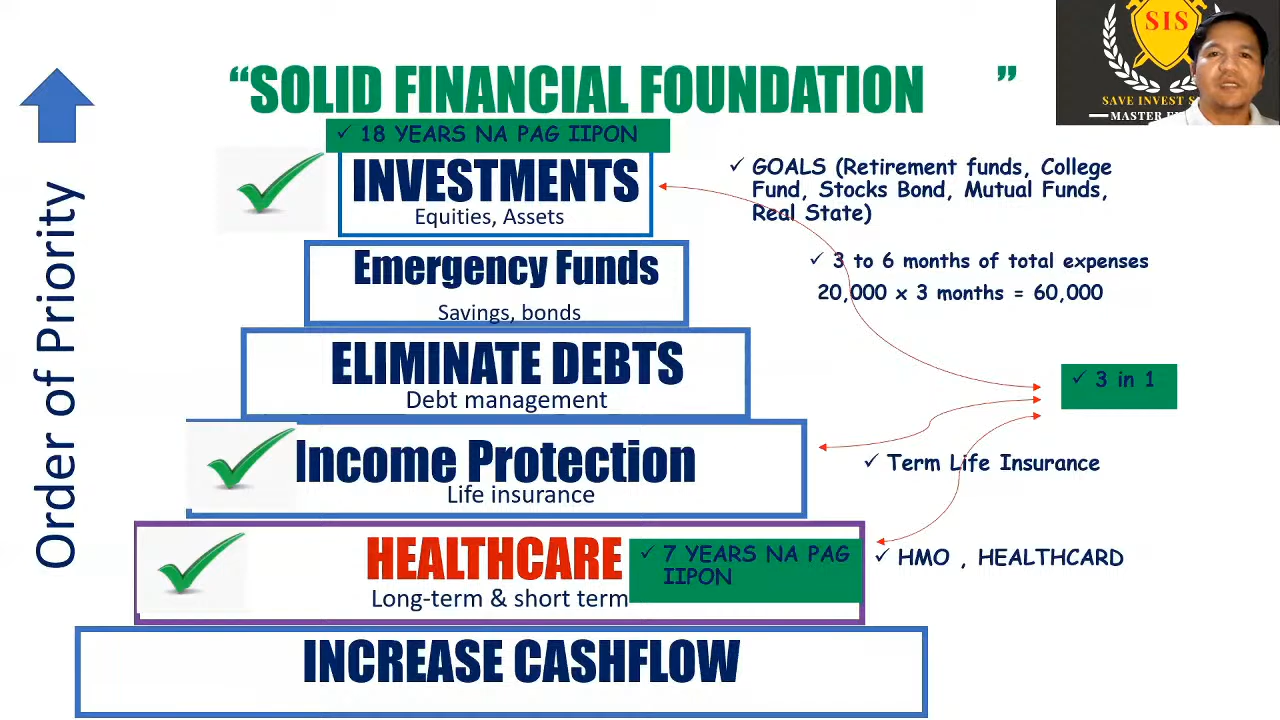 SIS
SAVE INVEST
MASTER
“SOLID FINANCIAL FOUNDATION ”
✓ 18 YEARS NA PAG IIPON
INVESTMENTS
Equities, Assets
✓ GOALS (Retirement funds, College
Fund, Stocks Bond, Mutual Funds,
Real State)
Emergency Funds
Savings, bonds
✓ 3 to 6 months of total expenses
20,000 x 3 months = 60,000
ELIMINATE DEBTS
Debt management
✓ 3 in 1
Income Protection
Life insurance
✓ Term Life Insurance
HEALTHCARE
Long-term & short term
✓ 7 YEARS NA PAG
IIPON
✓ HMO , HEALTHCARD
INCREASE CASHFLOW
Order of Priority